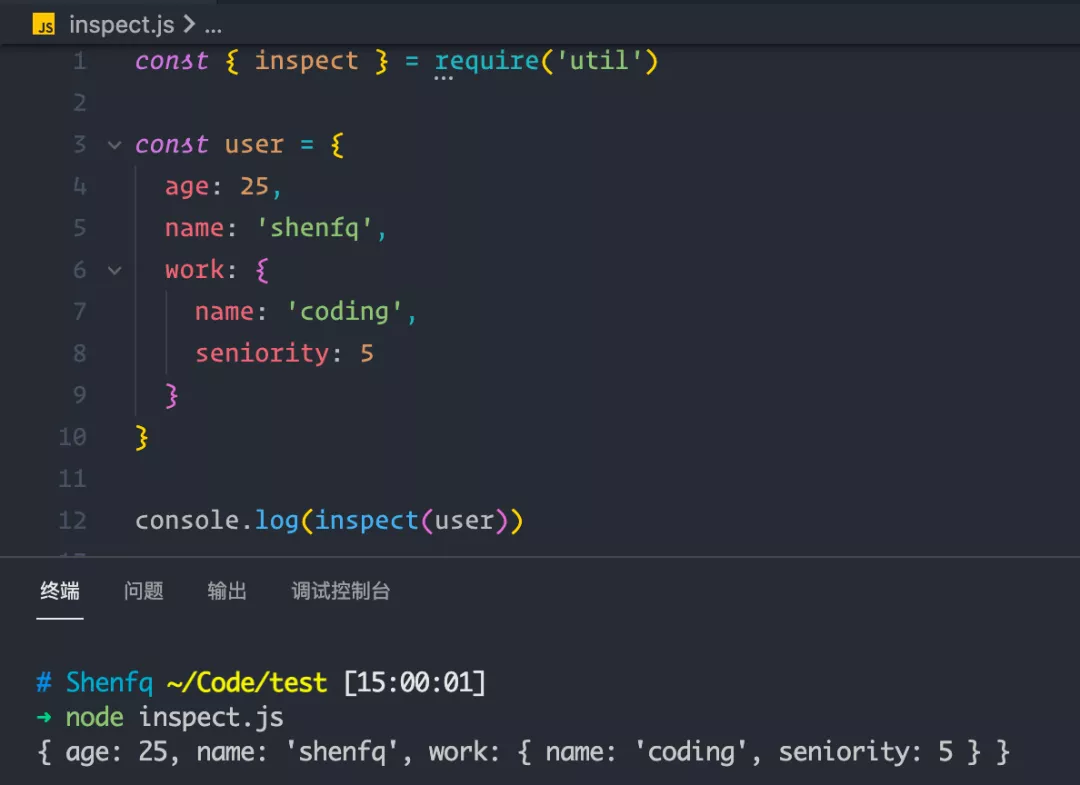 JS inspect.js > ...
1 const { inspect } = require('util')
2
3 const user = {
4   age: 25,
5   name: 'shenfq',
6   work: {
7     name: 'coding',
8     seniority: 5
9   }
10 }
11
12 console.log(inspect(user))
终端 问题 输出 调试控制台
# Shenfq ~/Code/test [15:00:01]
→ node inspect.js
{ age: 25, name: 'shenfq', work: { name: 'coding', seniority: 5 } }